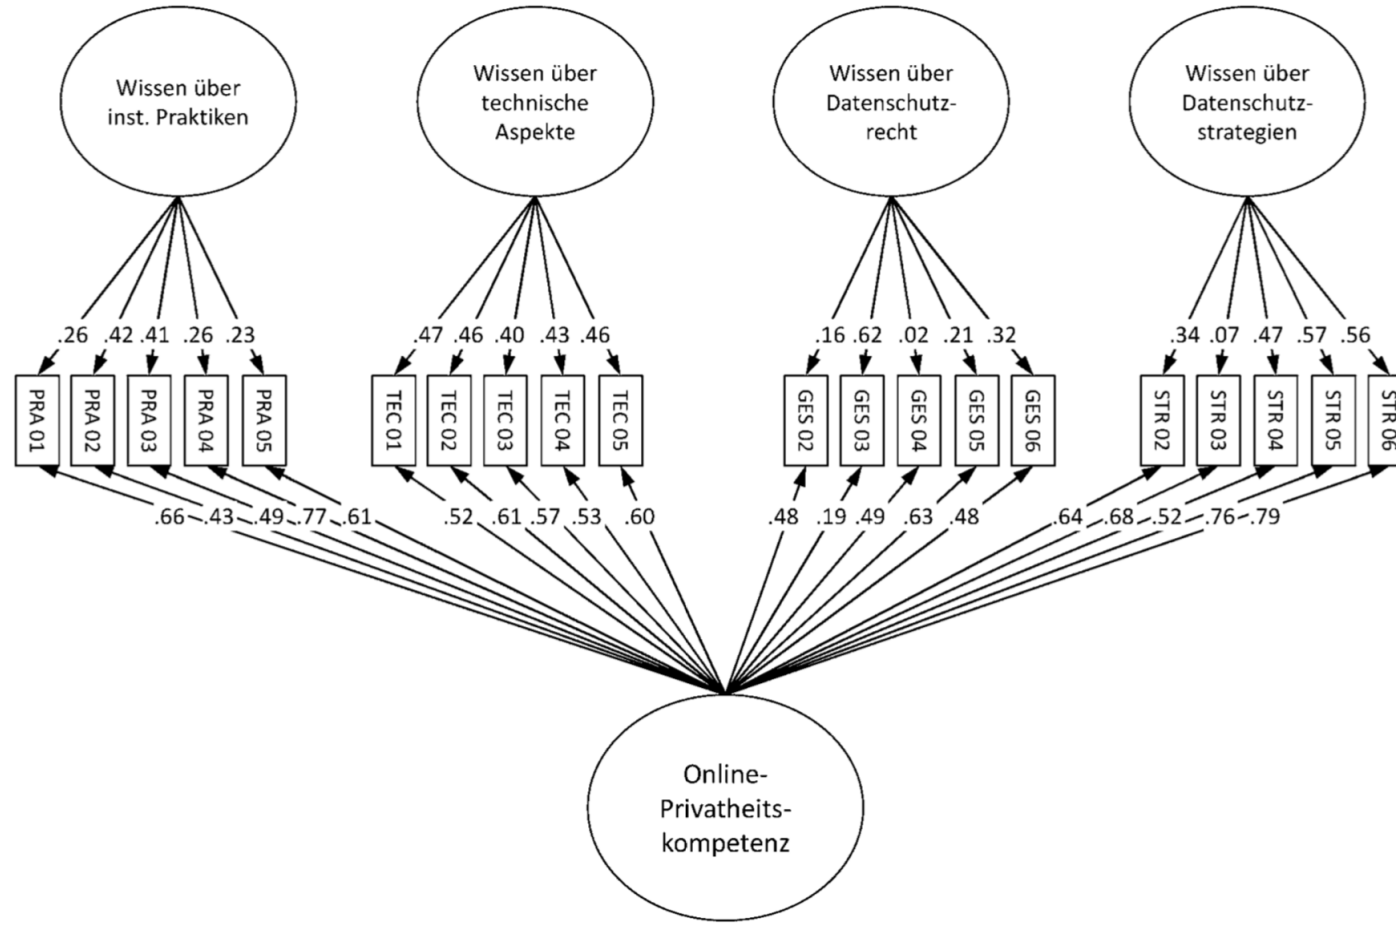 Wissen über
inst. Praktiken
Wissen über
technische
Aspekte
Wissen über
Datenschutz-
recht
Wissen über
Datenschutz-
strategien
.26 .42 .41 .26 .23
.47 .46 .40 .43 .46
.16 .62 .02 .21 .32
.34 .07 .47 .57 .56
PRA 01
PRA 02
PRA 03
PRA 04
PRA 05
TEC 01
TEC 02
TEC 03
TEC 04
TEC 05
GES 02
GES 03
GES 04
GES 05
GES 06
STR 02
STR 03
STR 04
STR 05
STR 06
.66 .43 .49 .77 .61
.52 .61 .57 .53 .60
.48 .19 .49 .63 .48
.64 .68 .52 .76 .79
Online-
Privatheits-
kompetenz